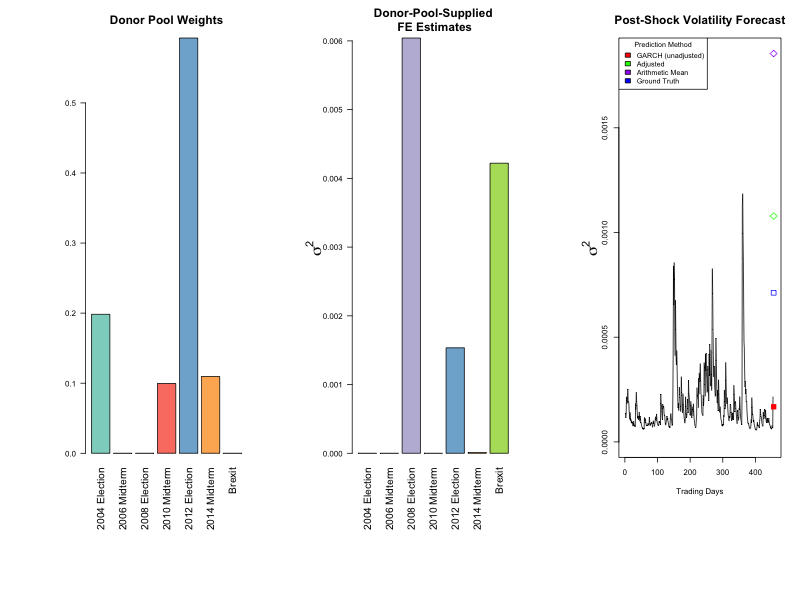 Donor Pool Weights
0.5
0.4
0.3
0.2
0.1
0.0
2004 Election
2006 Midterm
2008 Election
2010 Midterm
2012 Election
2014 Midterm
Brexit
Donor-Pool-Supplied
FE Estimates
σ²
0.006
0.005
0.004
0.003
0.002
0.001
0.000
2004 Election
2006 Midterm
2008 Election
2010 Midterm
2012 Election
2014 Midterm
Brexit
Post-Shock Volatility Forecast
Prediction Method
GARCH (unadjusted)
Adjusted
Arithmetic Mean
Ground Truth
σ²
0.0015
0.0010
0.0005
0.0000
0 100 200 300 400
Trading Days